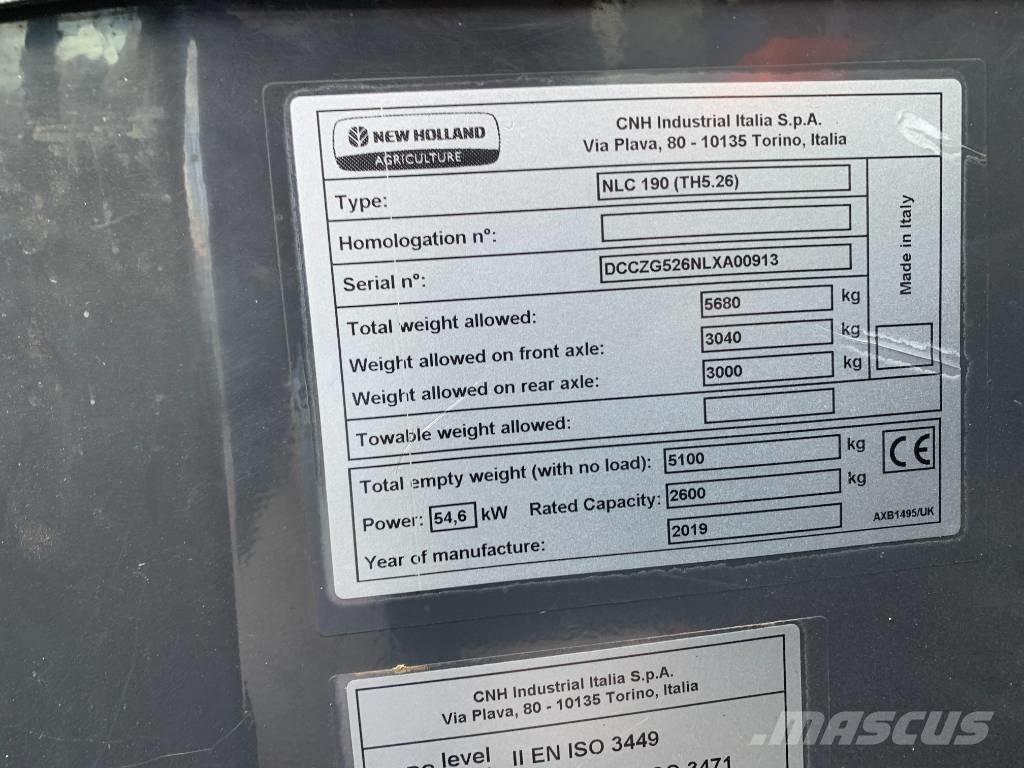 NEW HOLLAND
AGRICULTURE
CNH Industrial Italia S.p.A.
Via Plava, 80 - 10135 Torino, Italia
Type: NLC 190 (TH5.26)
Homologation n°:
Serial n°: DCCZG526NLXA00913
Made in Italy
Total weight allowed: 5680 kg
Weight allowed on front axle: 3040 kg
Weight allowed on rear axle: 3000 kg
Towable weight allowed:
Total empty weight (with no load): 5100 kg
CE
Power: 54,6 kW Rated Capacity: 2600 kg
Year of manufacture: 2019
AXB1495/UK
CNH Industrial Italia S.p.A.
Via Plava, 80 - 10135 Torino, Italia
level II EN ISO 3449
3471
MASCUS